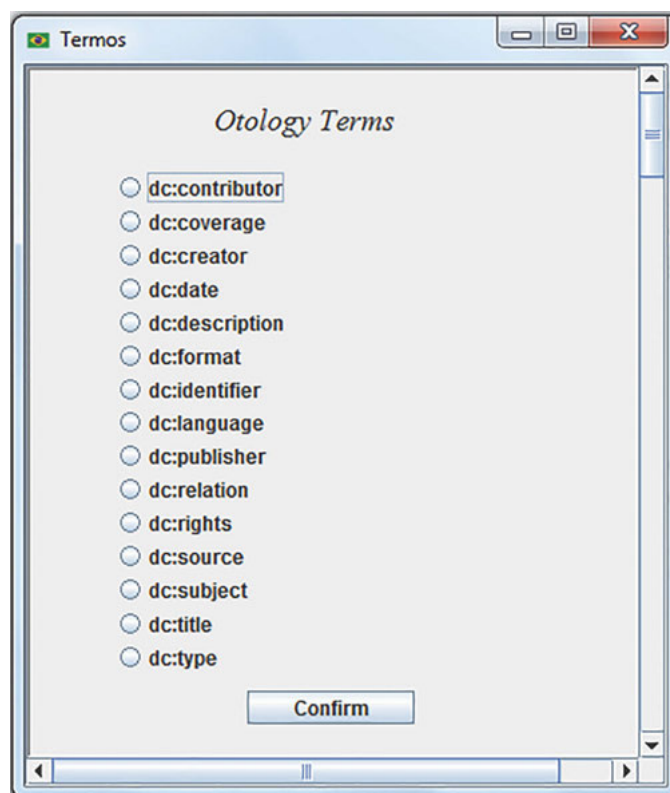 Termos
Otology Terms
dc:contributor
dc:coverage
dc:creator
dc:date
dc:description
dc:format
dc:identifier
dc:language
dc:publisher
dc:relation
dc:rights
dc:source
dc:subject
dc:title
dc:type
Confirm